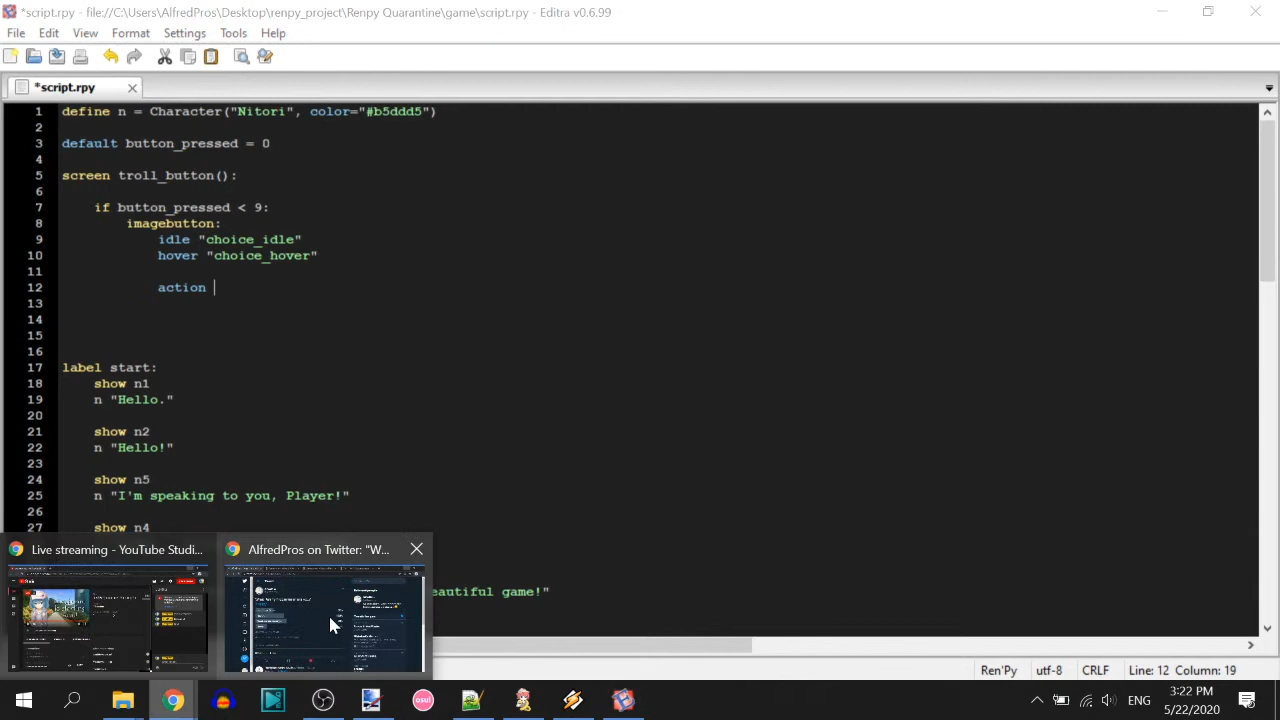 *script.rpy - file://C:\Users\AlfredPros\Desktop\renpy_project\Renpy Quarantine\game\script.rpy - Editra v0.6.99
File Edit View Format Settings Tools Help
*script.rpy
1 define n = Character("Nitori", color="#b5ddd5")
2
3 default button_pressed = 0
4
5 screen troll_button():
6
7 if button_pressed < 9:
8 imagebutton:
9 idle "choice_idle"
10 hover "choice_hover"
11
12 action
13
14
15
16
17 label start:
18 show n1
19 n "Hello."
20
21 show n2
22 n "Hello!"
23
24 show n5
25 n "I'm speaking to you, Player!"
26
27 show n4
Live streaming - YouTube Studi...
AlfredPros on Twitter: "W...
eautiful game!"
Ren'Py utf-8 CRLF Line: 12 Column: 19
osu!
ENG
3:22 PM
5/22/2020